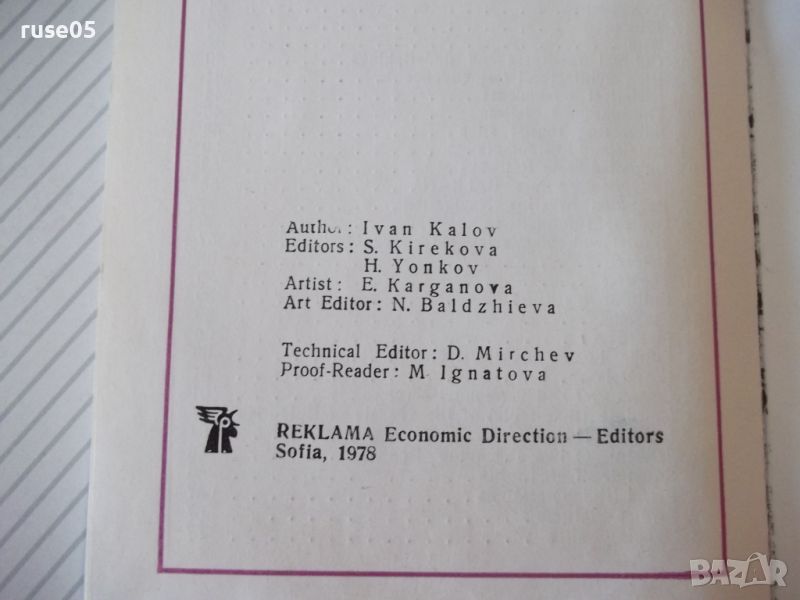 ruse05
Author: Ivan Kalov
Editors: S. Kirekova
H. Yonkov
Artist: E. Karganova
Art Editor: N. Baldzhieva
Technical Editor: D. Mirchev
Proof-Reader: M Ignatova
REKLAMA Economic Direction — Editors
Sofia, 1978
BAZAR